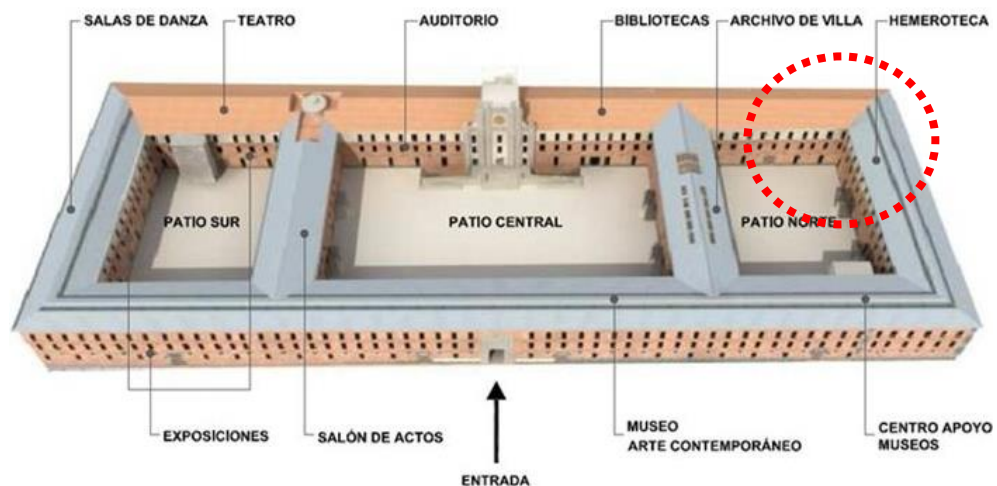 SALAS DE DANZA
TEATRO
AUDITORIO
BIBLIOTECAS
ARCHIVO DE VILLA
HEMEROTECA
PATIO SUR
PATIO CENTRAL
PATIO NORTE
EXPOSICIONES
SALÓN DE ACTOS
MUSEO
ARTE CONTEMPORÁNEO
CENTRO APOYO
MUSEOS
ENTRADA